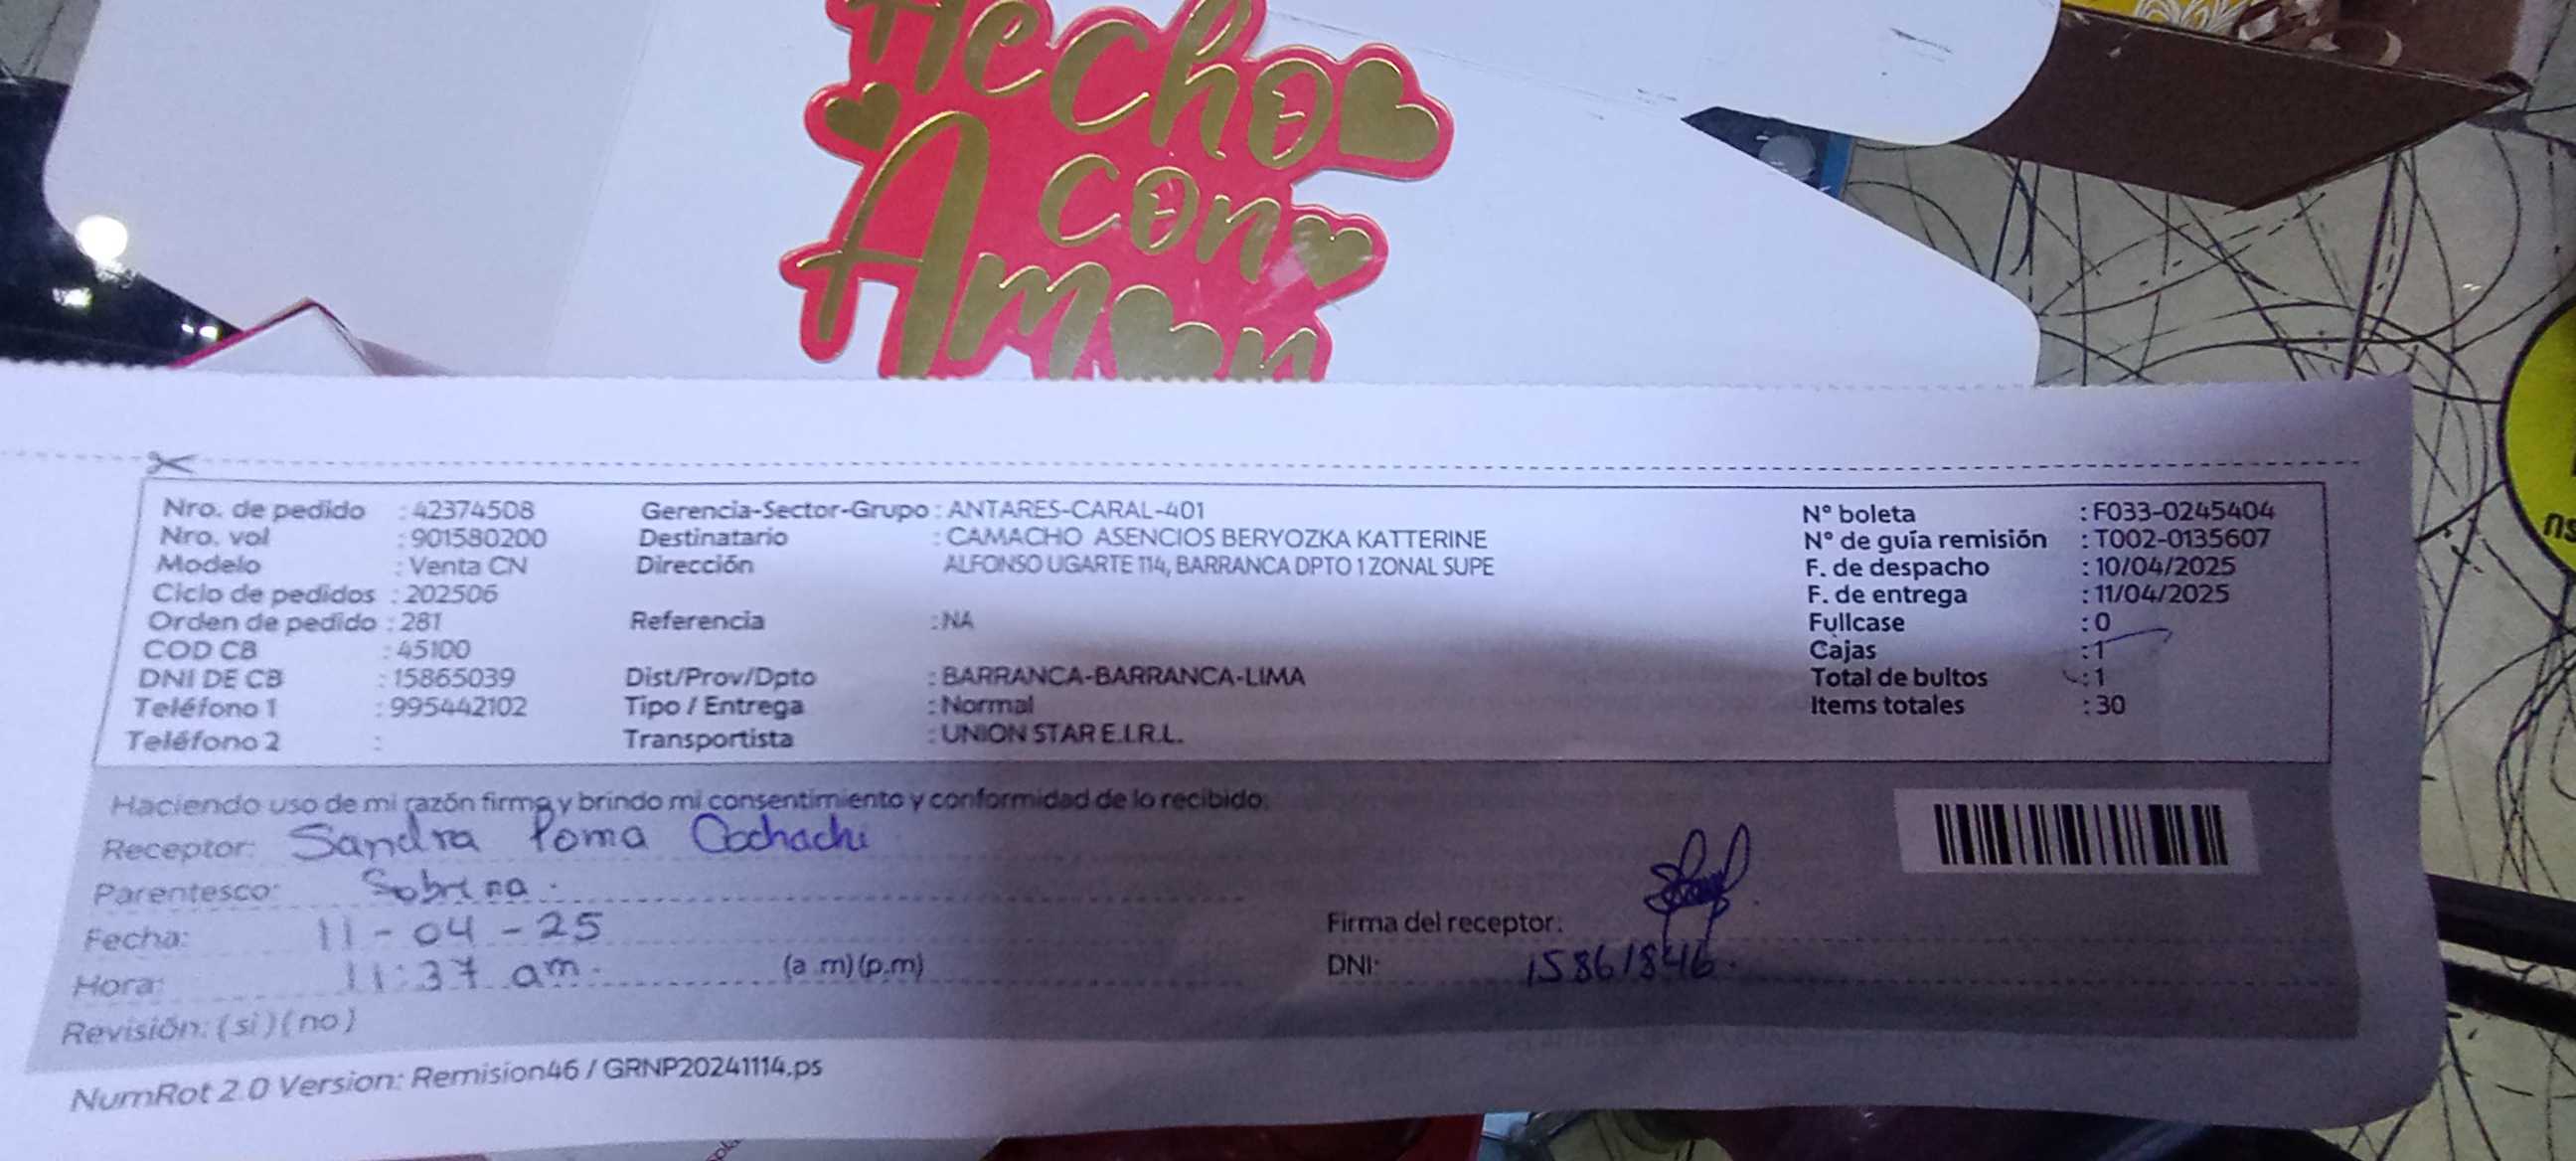 Hecho
con
Amor
Nro. de pedido : 42374508 Gerencia-Sector-Grupo : ANTARES-CARAL-401 N° boleta : F033-0245404
Nro. vol : 901580200 Destinatario : CAMACHO ASENCIOS BERYOZKA KATTERINE N° de guía remisión : T002-0135607
Modelo : Venta CN Dirección ALFONSO UGARTE 114, BARRANCA DPTO 1 ZONAL SUPE F. de despacho : 10/04/2025
Ciclo de pedidos : 202506 F. de entrega : 11/04/2025
Orden de pedido : 281 Referencia : NA Fullcase : 0
COD CB : 45100 Cajas : 1
DNI DE CB : 15865039 Dist/Prov/Dpto : BARRANCA-BARRANCA-LIMA Total de bultos : 1
Teléfono 1 : 995442102 Tipo / Entrega : Normal Items totales : 30
Teléfono 2 : Transportista : UNION STAR E.I.R.L.
Haciendo uso de mi razón firma y brindo mi consentimiento y conformidad de lo recibido.
Receptor: Sandra Poma Cochachi
Parentesco: Sobrina.
Fecha: 11-04-25 Firma del receptor:
Hora: 11:37 am. (a.m)(p.m) DNI: 15861846.
Revisión: (si)(no)
NumRot 2.0 Version: Remision46 / GRNP20241114.ps